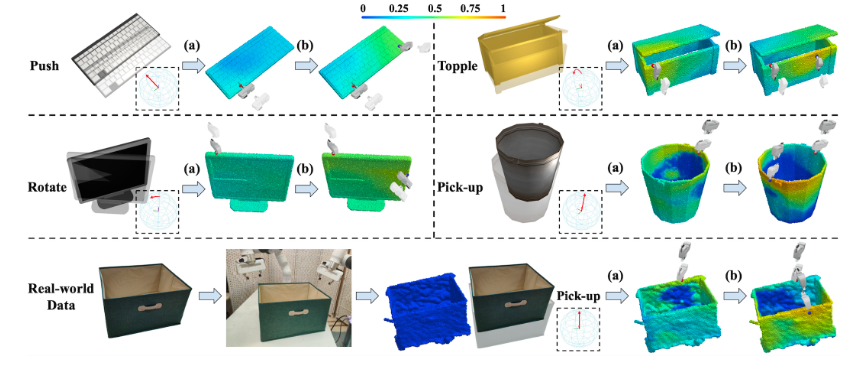 0 0.25 0.5 0.75 1
Push (a) (b)
Topple (a) (b)
Rotate (a) (b)
Pick-up (a) (b)
Real-world
Data
Pick-up (a) (b)